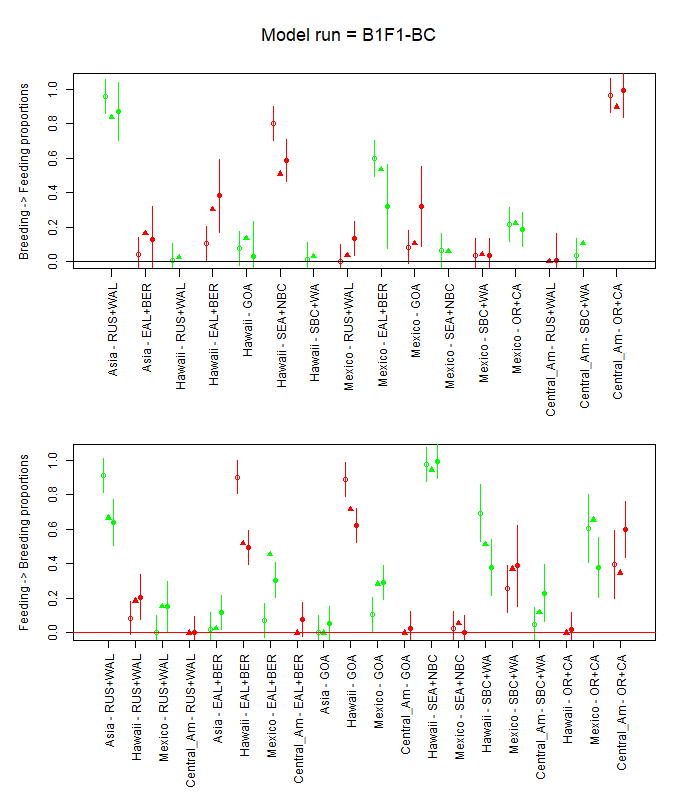 Model run = B1F1-BC
Breeding -> Feeding proportions
1.0
0.8
0.6
0.4
0.2
0.0
Asia - RUS+WAL
Asia - EAL+BER
Hawaii - RUS+WAL
Hawaii - EAL+BER
Hawaii - GOA
Hawaii - SEA+NBC
Hawaii - SBC+WA
Mexico - RUS+WAL
Mexico - EAL+BER
Mexico - GOA
Mexico - SEA+NBC
Mexico - SBC+WA
Mexico - OR+CA
Central_Am - RUS+WAL
Central_Am - SBC+WA
Central_Am - OR+CA
Feeding -> Breeding proportions
1.0
0.8
0.6
0.4
0.2
0.0
Asia - RUS+WAL
Hawaii - RUS+WAL
Mexico - RUS+WAL
Central_Am - RUS+WAL
Asia - EAL+BER
Hawaii - EAL+BER
Mexico - EAL+BER
Central_Am - EAL+BER
Asia - GOA
Hawaii - GOA
Mexico - GOA
Central_Am - GOA
Hawaii - SEA+NBC
Mexico - SEA+NBC
Hawaii - SBC+WA
Mexico - SBC+WA
Central_Am - SBC+WA
Hawaii - OR+CA
Mexico - OR+CA
Central_Am - OR+CA